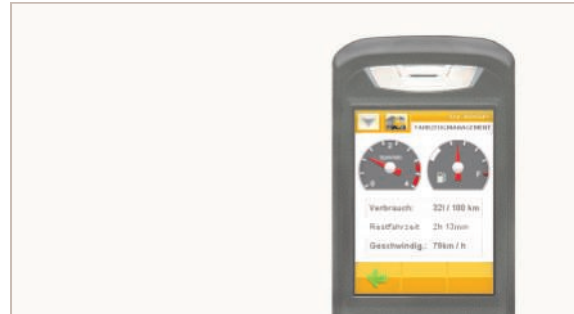 FAHRZEUGMANAGEMENT
Verbrauch: 32l / 100 km
Restfahrzeit 2h 13min
Geschwindig.: 79km / h